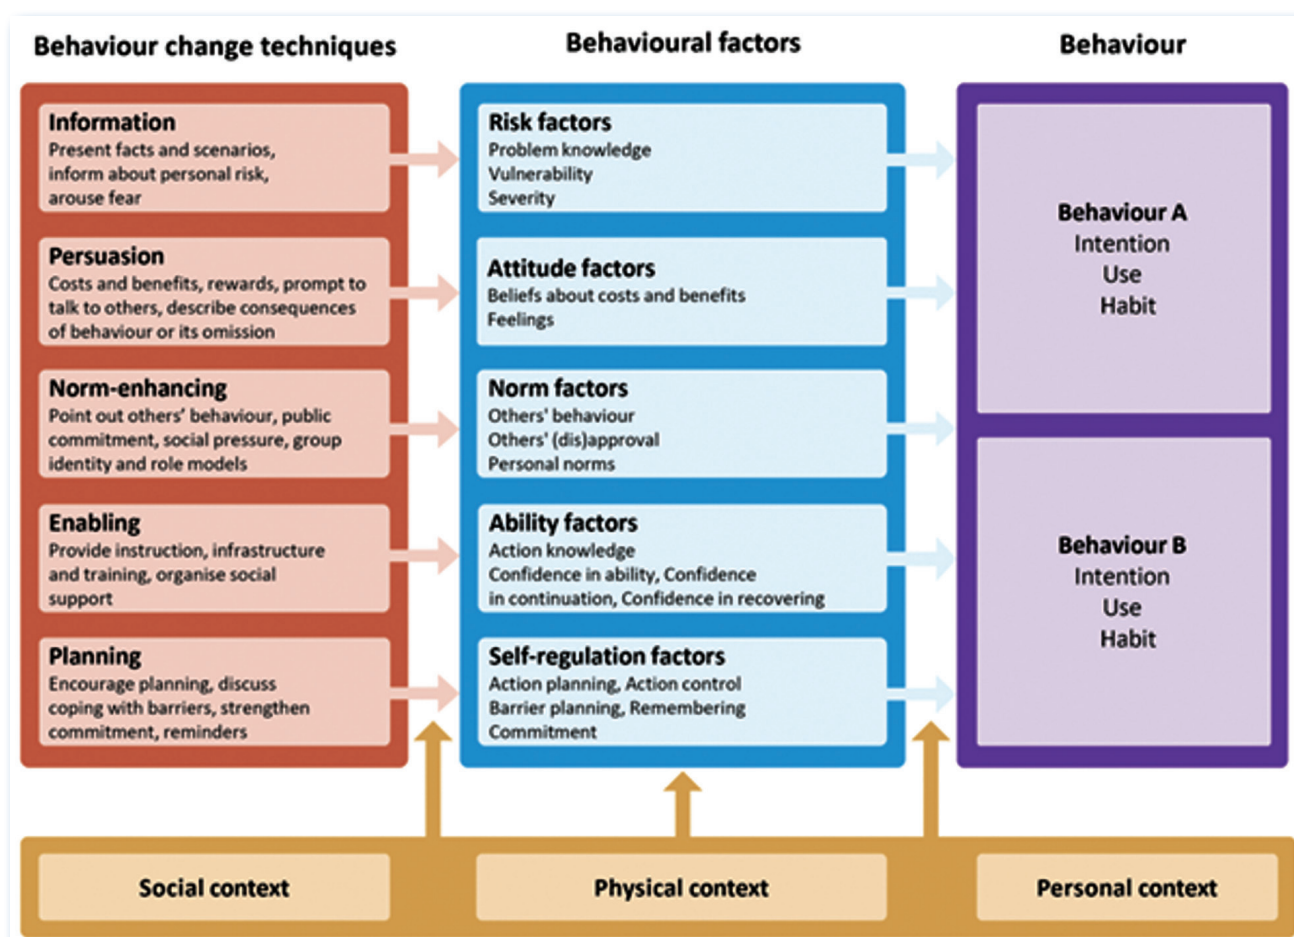 Behaviour change techniques
Behavioural factors
Behaviour
Information
Present facts and scenarios,
inform about personal risk,
arouse fear
Persuasion
Costs and benefits, rewards, prompt to
talk to others, describe consequences
of behaviour or its omission
Norm-enhancing
Point out others’ behaviour, public
commitment, social pressure, group
identity and role models
Enabling
Provide instruction, infrastructure
and training, organise social
support
Planning
Encourage planning, discuss
coping with barriers, strengthen
commitment, reminders
Risk factors
Problem knowledge
Vulnerability
Severity
Attitude factors
Beliefs about costs and benefits
Feelings
Norm factors
Others' behaviour
Others' (dis)approval
Personal norms
Ability factors
Action knowledge
Confidence in ability, Confidence
in continuation, Confidence in recovering
Self-regulation factors
Action planning, Action control
Barrier planning, Remembering
Commitment
Behaviour A
Intention
Use
Habit
Behaviour B
Intention
Use
Habit
Social context
Physical context
Personal context